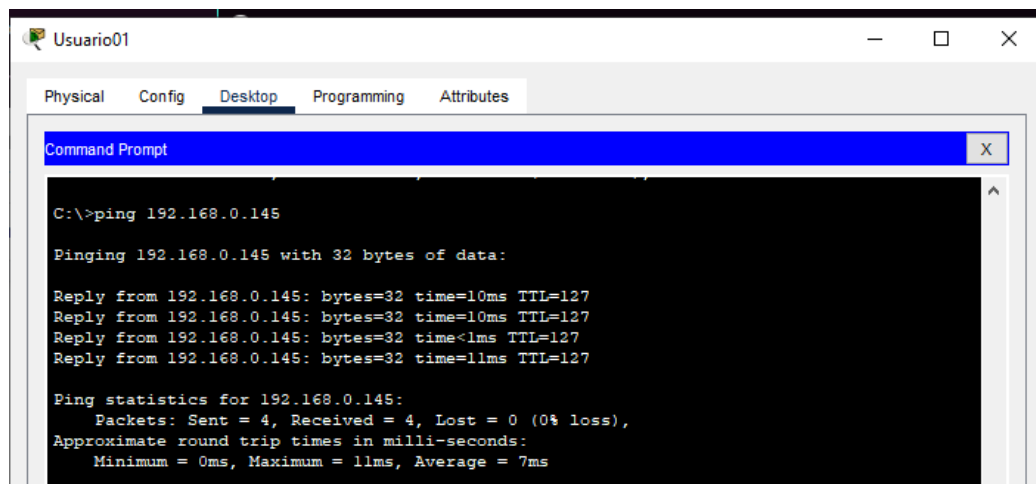 Usuario01
Physical Config Desktop Programming Attributes
Command Prompt
X
C:\>ping 192.168.0.145
Pinging 192.168.0.145 with 32 bytes of data:
Reply from 192.168.0.145: bytes=32 time=10ms TTL=127
Reply from 192.168.0.145: bytes=32 time=10ms TTL=127
Reply from 192.168.0.145: bytes=32 time<1ms TTL=127
Reply from 192.168.0.145: bytes=32 time=11ms TTL=127
Ping statistics for 192.168.0.145:
Packets: Sent = 4, Received = 4, Lost = 0 (0% loss),
Approximate round trip times in milli-seconds:
Minimum = 0ms, Maximum = 11ms, Average = 7ms